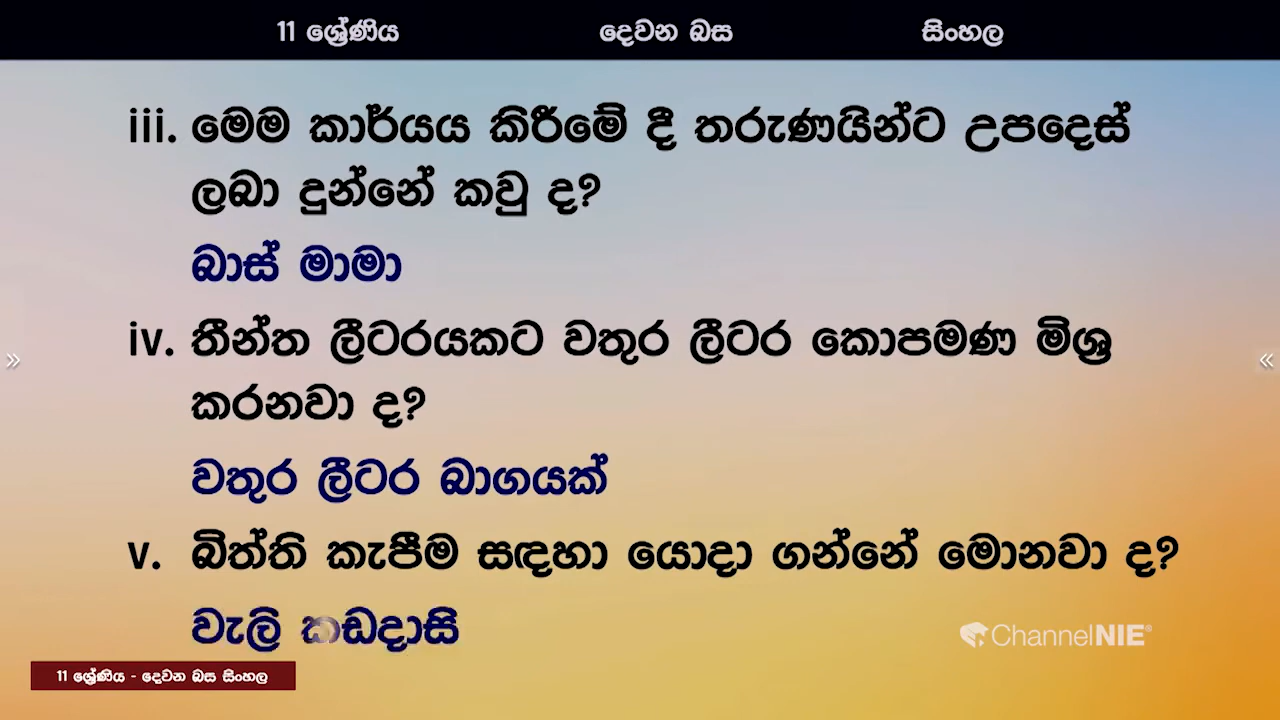 11 ශ්‍රේණිය දෙවන බස සිංහල
iii. මෙම කාර්යය කිරීමේ දී තරුණයින්ට උපදෙස්
ලබා දුන්නේ කවු ද?
බාස් මාමා
iv. තීන්ත ලීටරයකට වතුර ලීටර කොපමණ මිශ්‍ර
කරනවා ද?
වතුර ලීටර බාගයක්
v. බිත්ති කැපීම සඳහා යොදා ගන්නේ මොනවා ද?
වැලි කඩදාසි
ChannelNIE®
11 ශ්‍රේණිය - දෙවන බස සිංහල